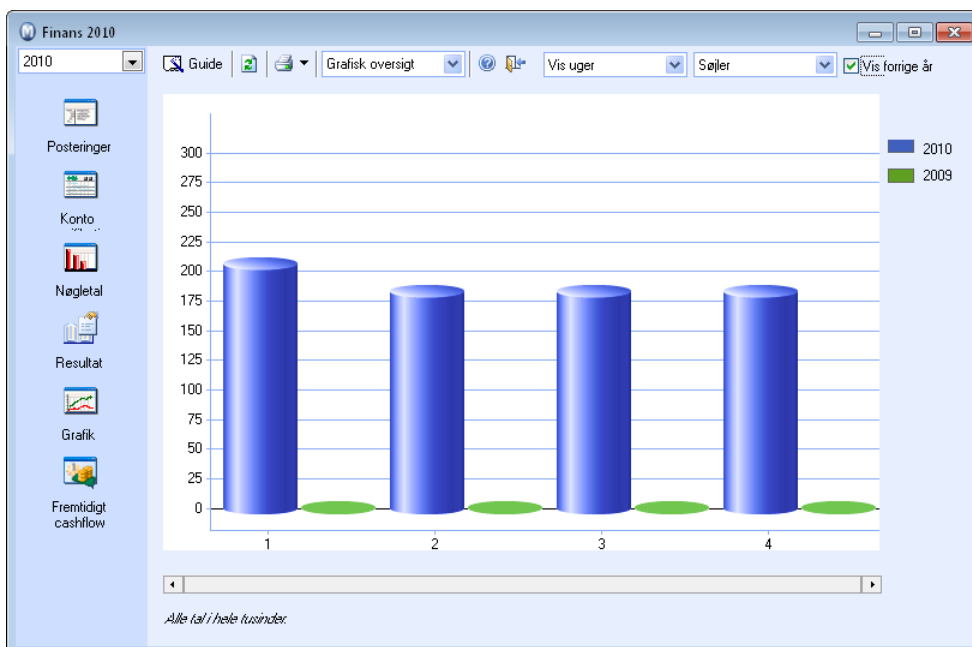 Finans 2010
2010
Guide
Grafisk oversigt
Vis uger
Søjler
Vis forrige år
Posteringer
Konto
Nøgletal
Resultat
Grafik
Fremtidigt
cashflow
300
275
250
225
200
175
150
125
100
75
50
25
0
1 2 3 4
2010
2009
Alle tal i hele tusinder.